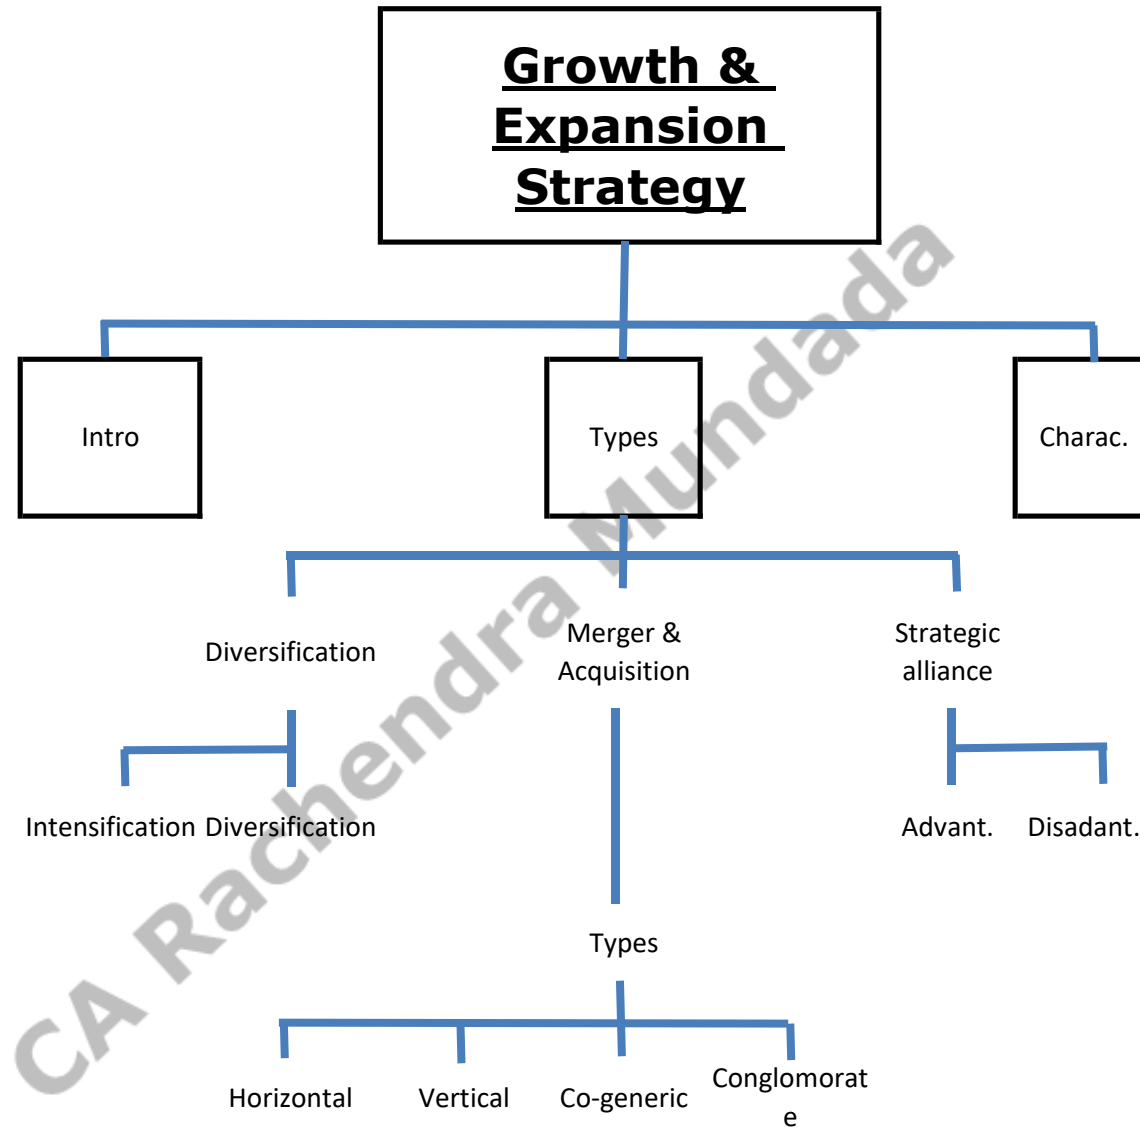 Growth &
Expansion
Strategy
Intro
Types
Charac.
Diversification
Merger &
Acquisition
Strategic
alliance
Intensification Diversification
Advant.
Disadant.
Types
Horizontal
Vertical
Co-generic
Conglomorat
e
CA Rachendra Mundada